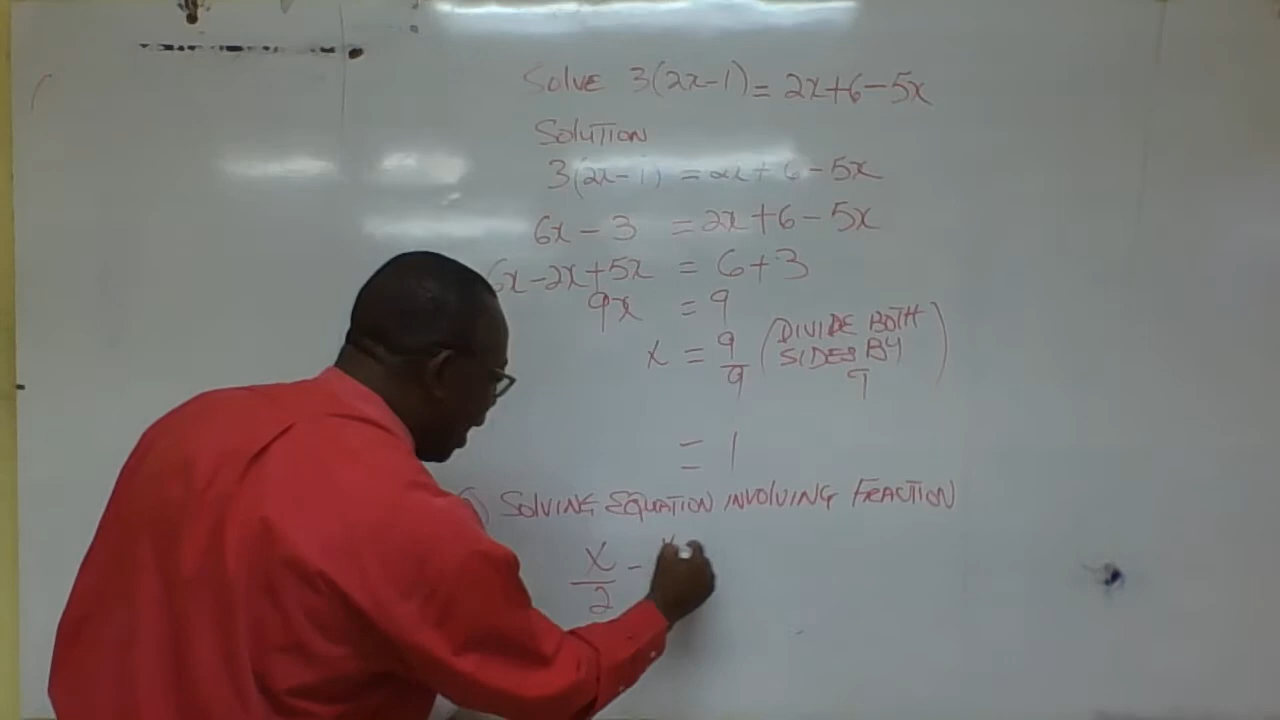 Solve 3(2x-1) = 2x+6-5x
Solution
3(2x-1) = 2x+6-5x
6x - 3 = 2x+6-5x
6x-2x+5x = 6+3
9x = 9
x = 9/9 (DIVIDE BOTH
SIDES BY
9)
= 1
SOLVING EQUATION INVOLVING FRACTION
x/2 -